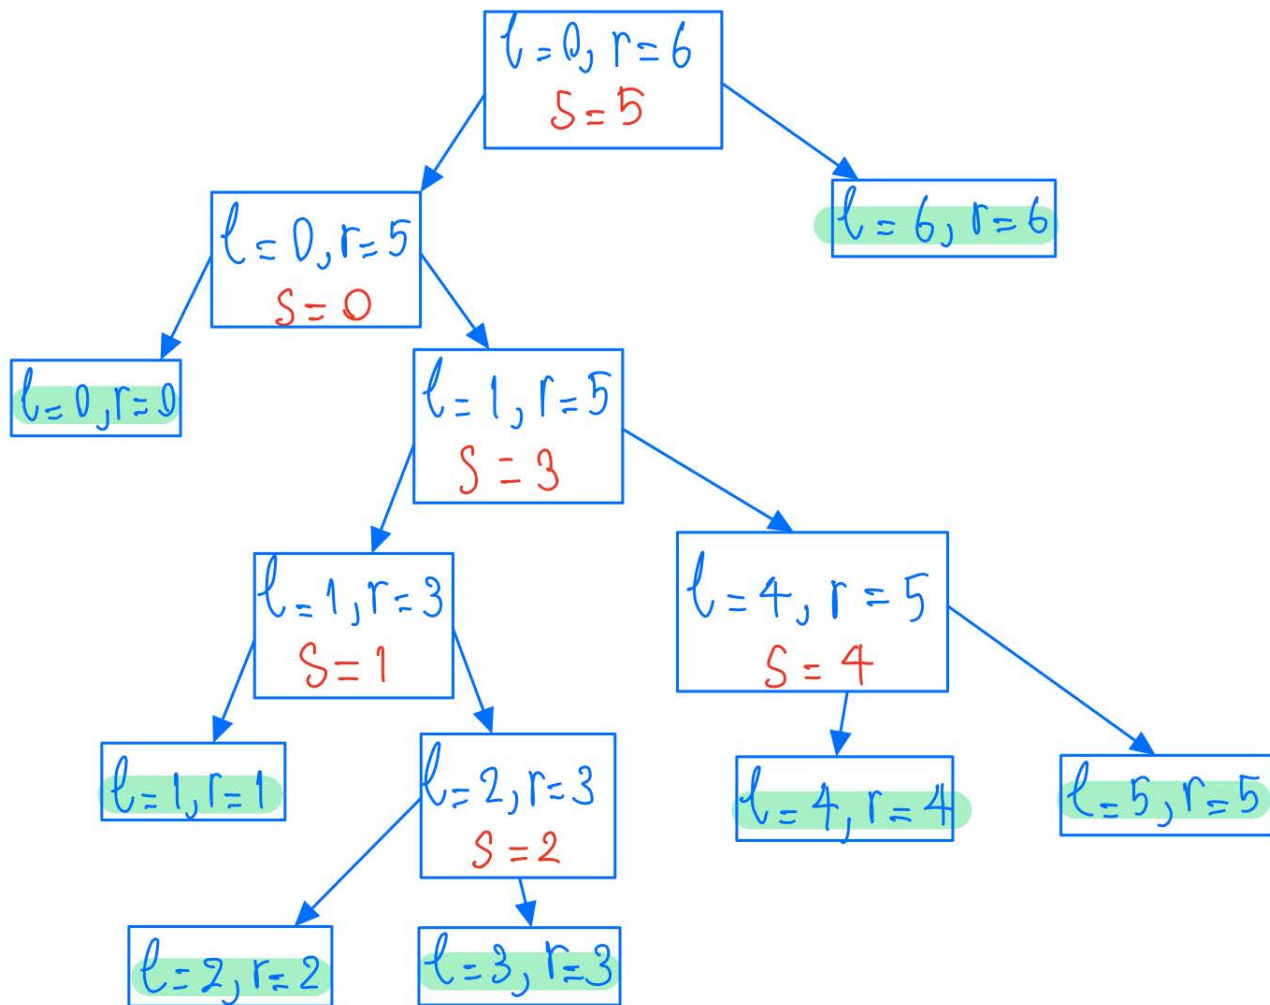 l=0, r=6
S=5
l=0, r=5
S=0
l=6, r=6
l=0, r=0
l=1, r=5
S=3
l=1, r=3
S=1
l=4, r=5
S=4
l=1, r=1
l=2, r=3
S=2
l=4, r=4
l=5, r=5
l=2, r=2
l=3, r=3